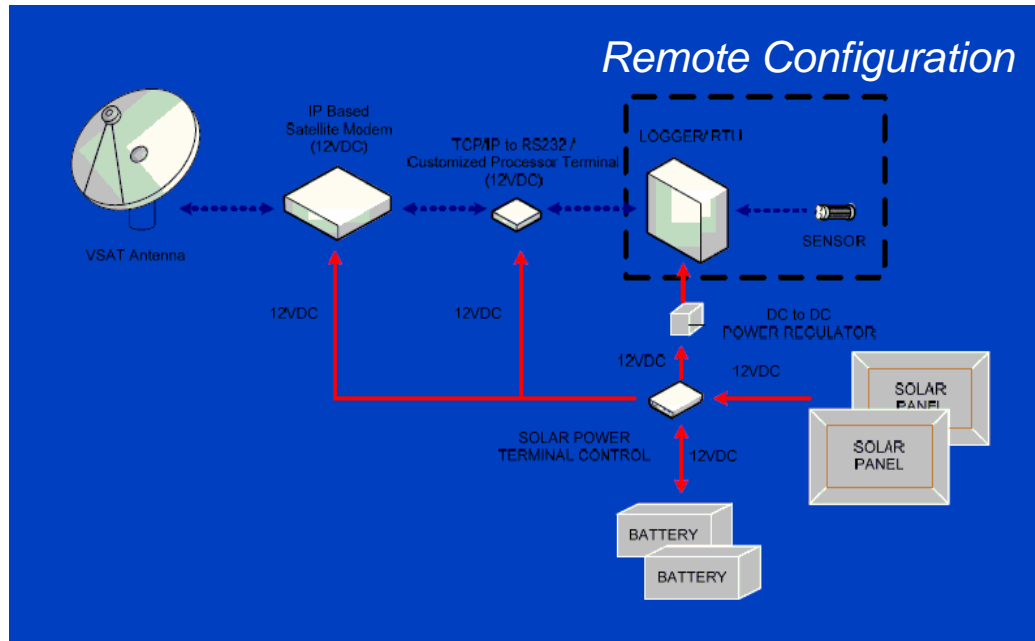 Remote Configuration
IP Based
Satellite Modem
(12VDC)
TCP/IP to RS232 /
Customized Processor Terminal
(12VDC)
LOGGER/ RTU
VSAT Antenna
SENSOR
12VDC
12VDC
DC to DC
POWER REGULATOR
12VDC
12VDC
SOLAR
PANEL
SOLAR
PANEL
SOLAR POWER
TERMINAL CONTROL
12VDC
BATTERY
BATTERY